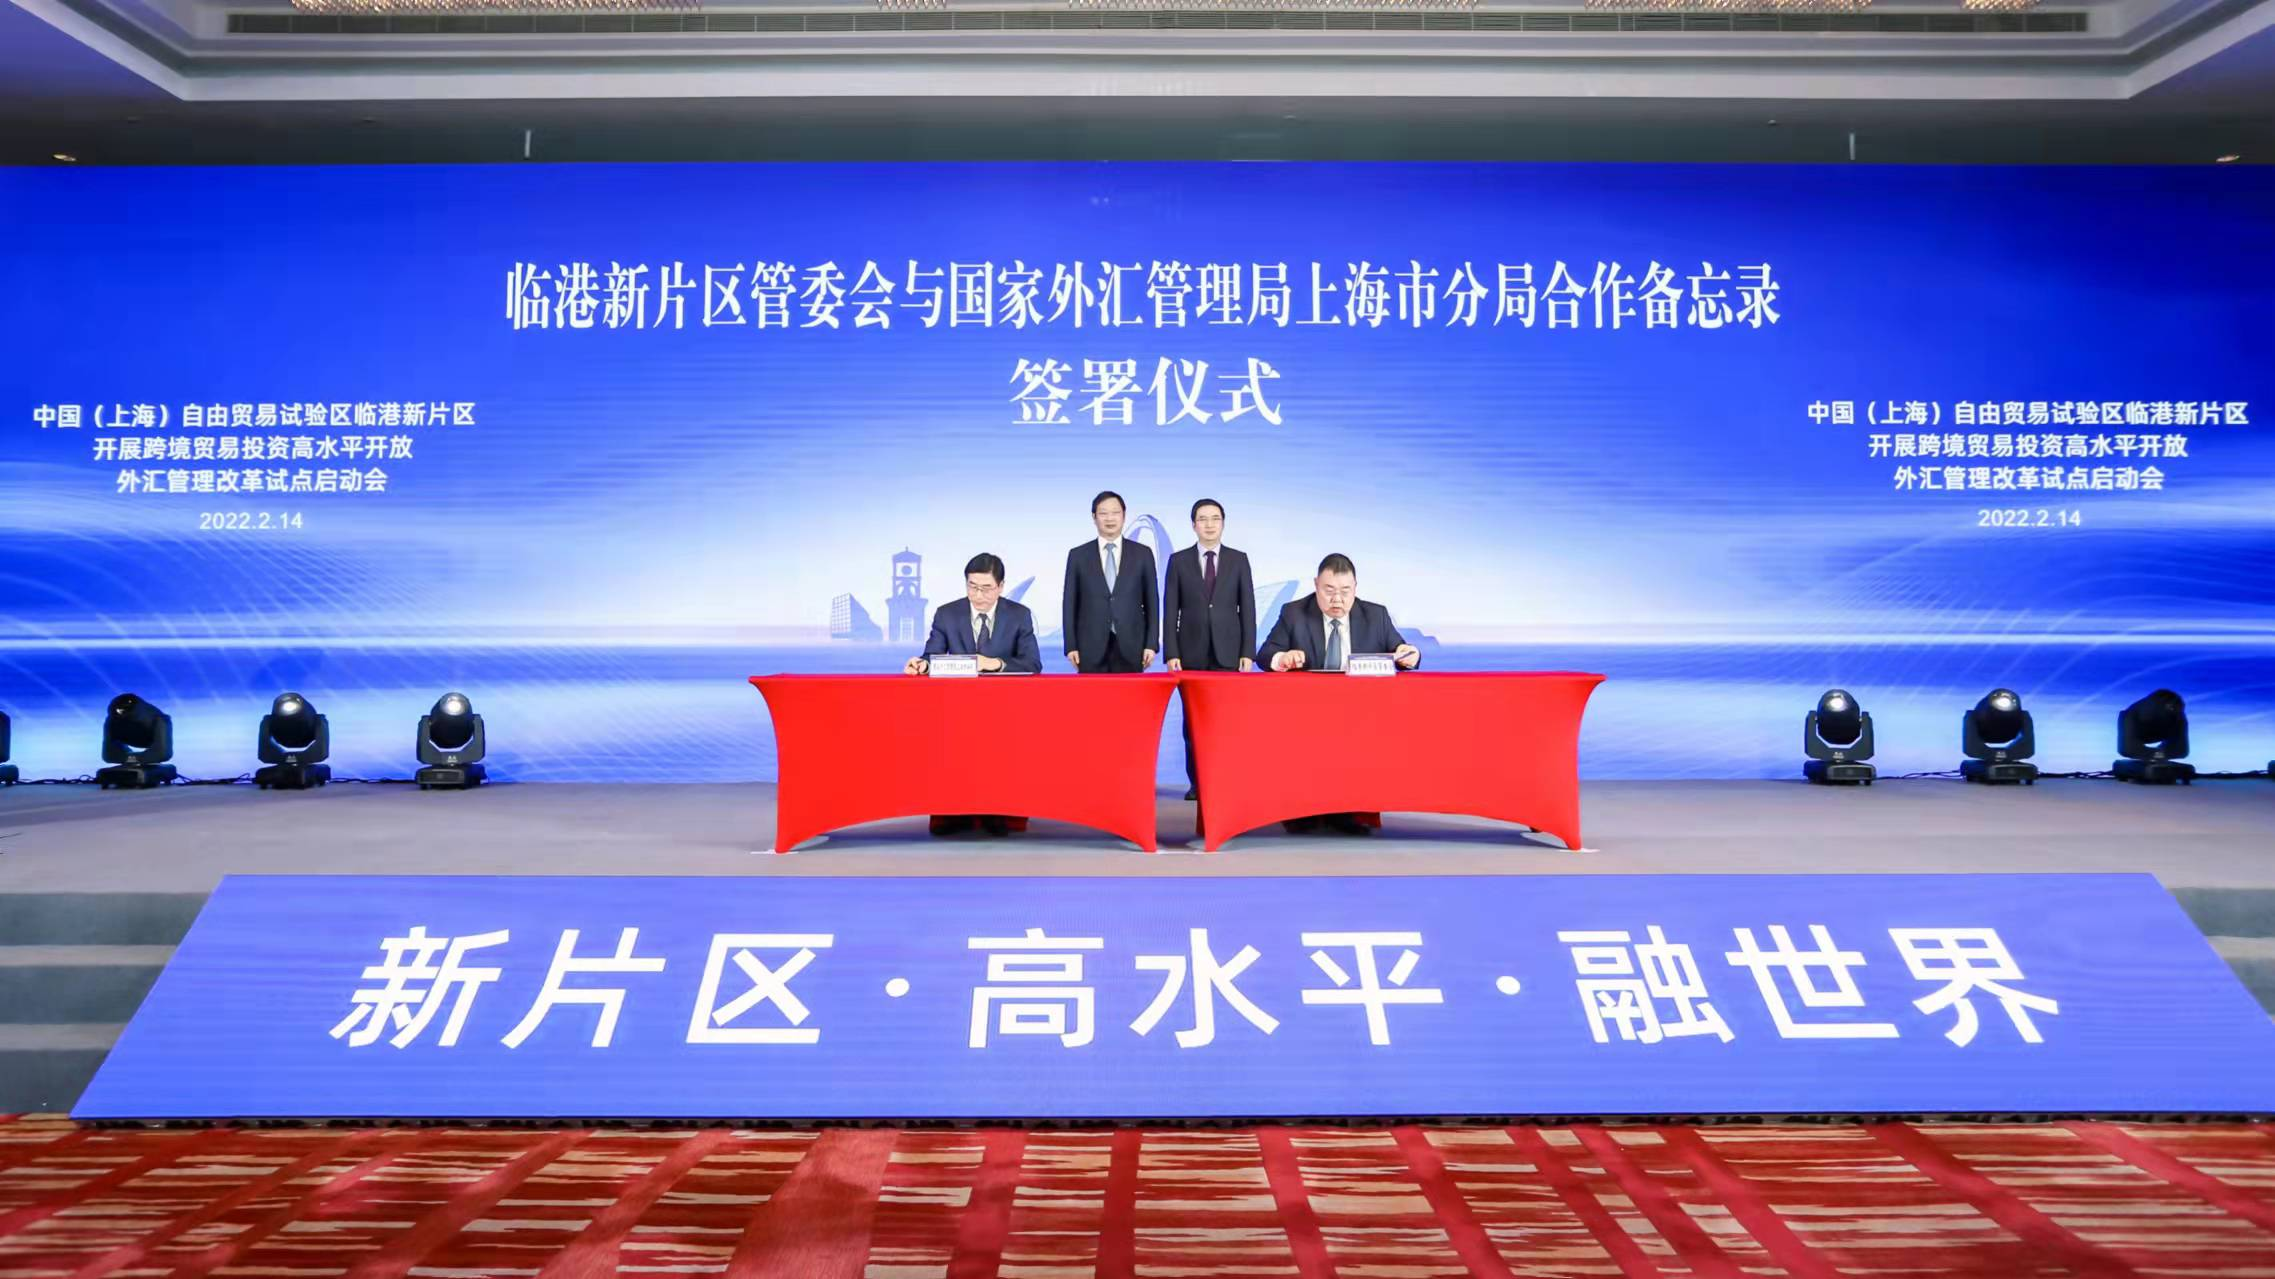 临港新片区管委会与国家外汇管理局上海市分局合作备忘录
签署仪式
中国（上海）自由贸易试验区临港新片区
开展跨境贸易投资高水平开放
外汇管理改革试点启动会
2022.2.14
中国（上海）自由贸易试验区临港新片区
开展跨境贸易投资高水平开放
外汇管理改革试点启动会
2022.2.14
新片区·高水平·融世界